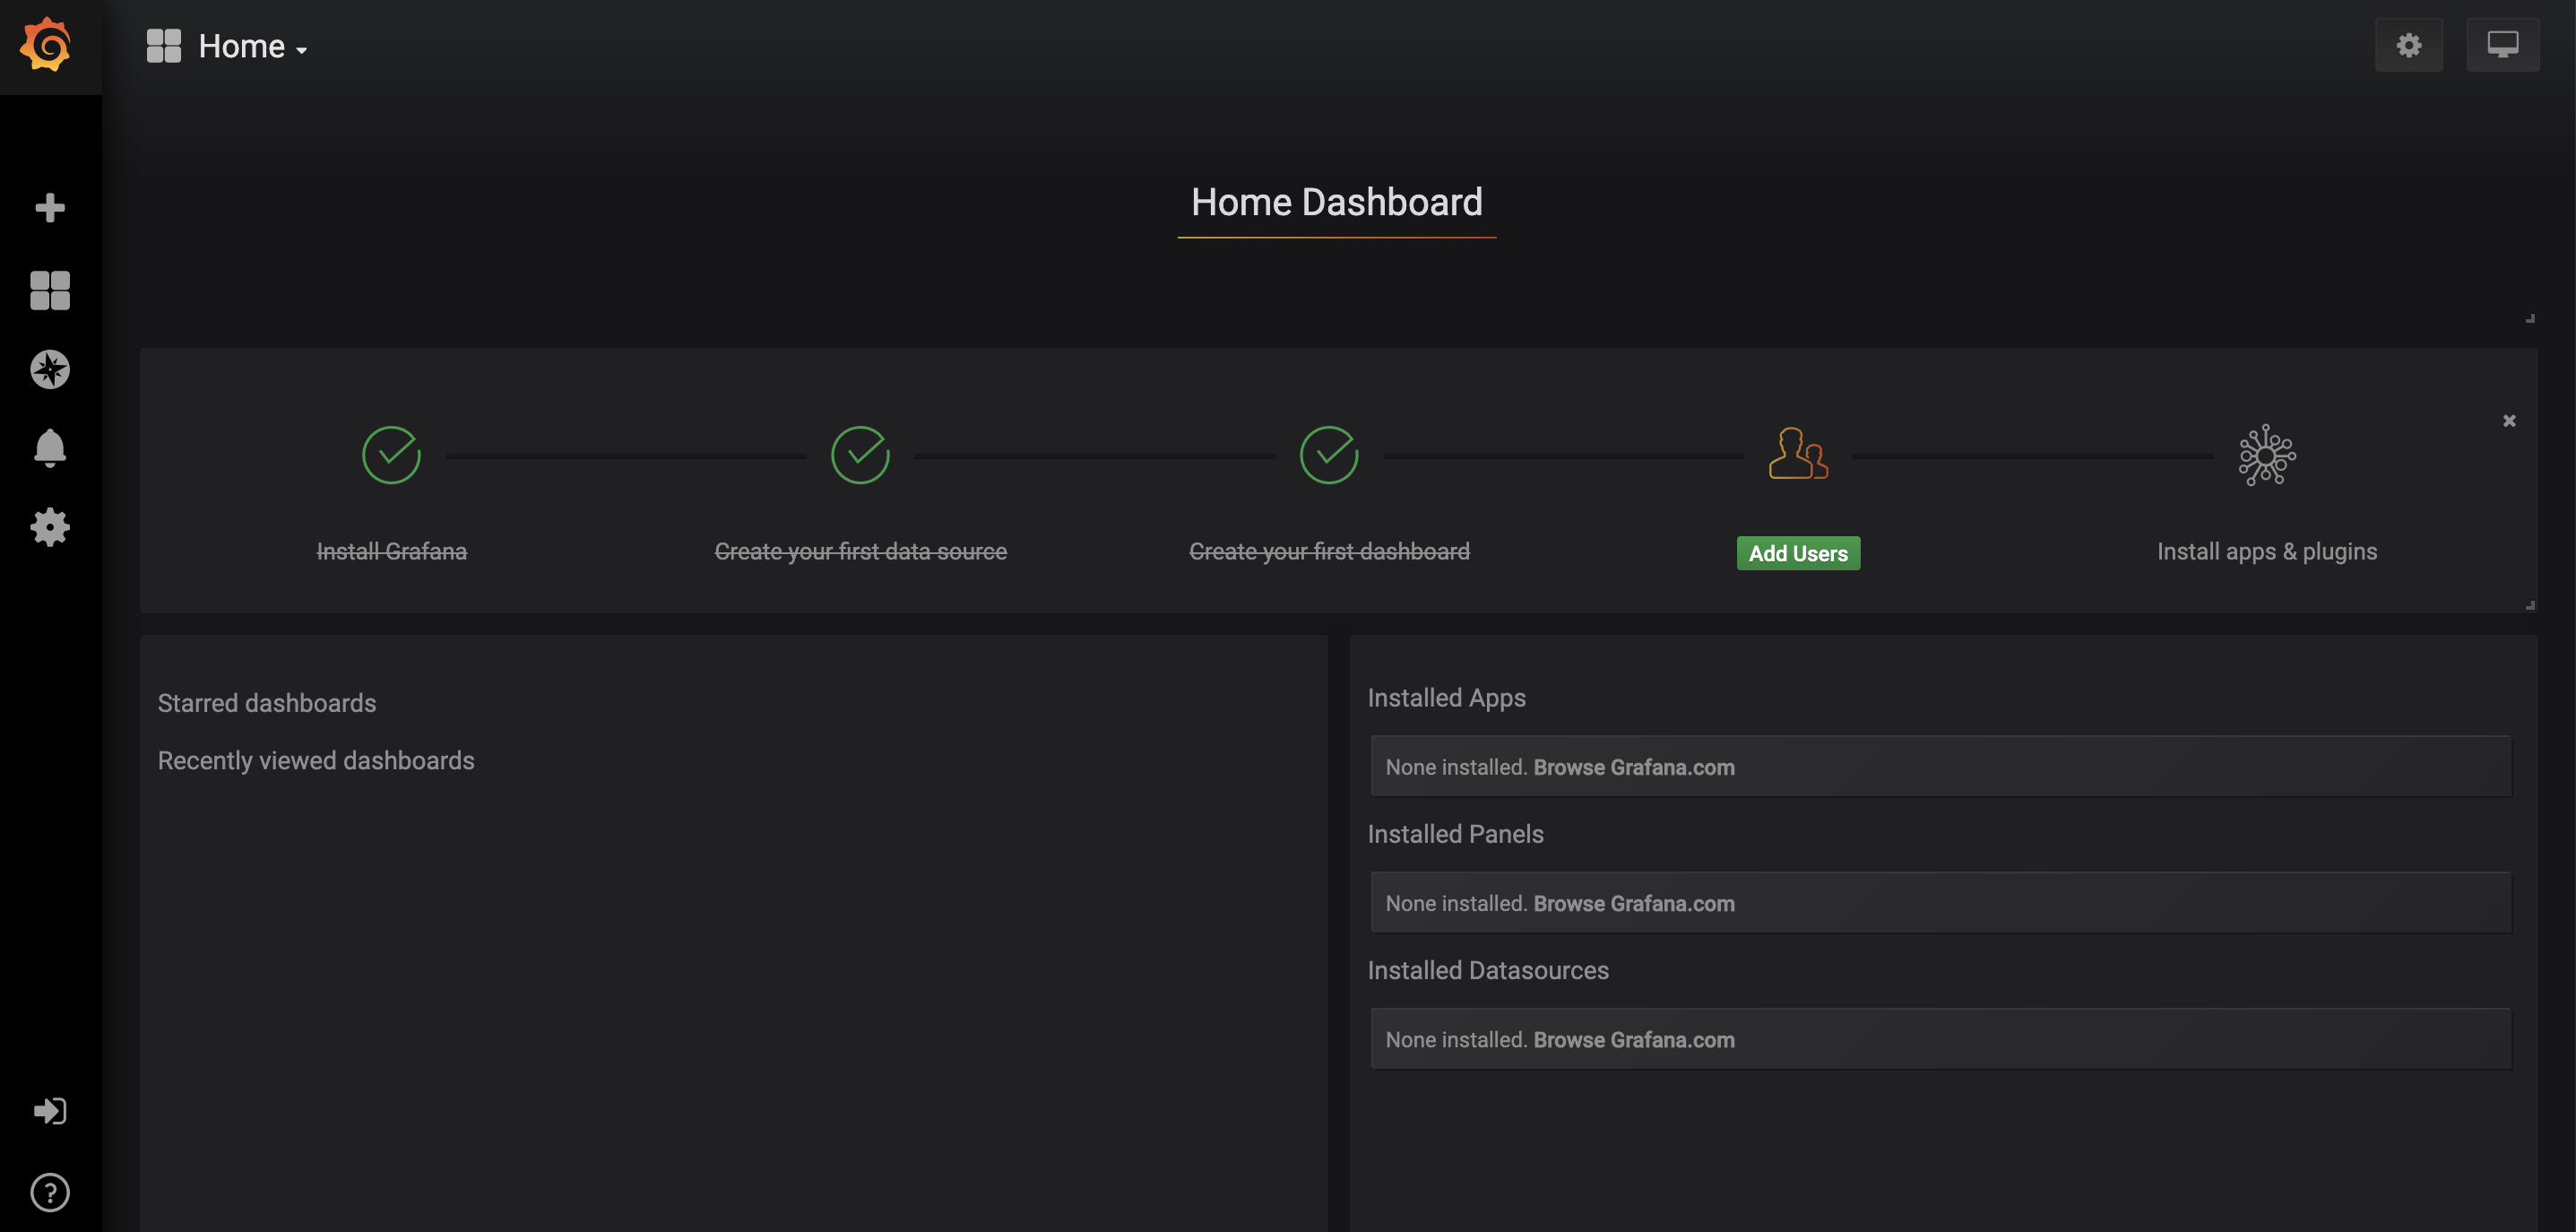 Home
Home Dashboard
Install Grafana
Create your first data source
Create your first dashboard
Add Users
Install apps & plugins
Starred dashboards
Recently viewed dashboards
Installed Apps
None installed. Browse Grafana.com
Installed Panels
None installed. Browse Grafana.com
Installed Datasources
None installed. Browse Grafana.com